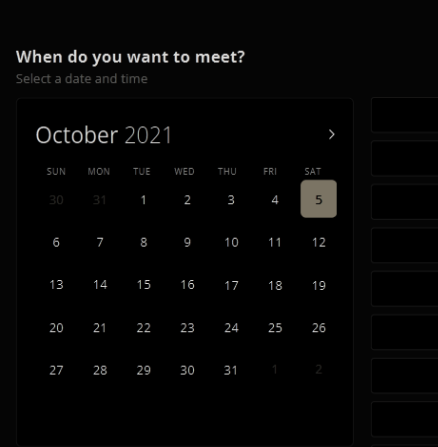 When do you want to meet?
Select a date and time
October 2021 >
SUN MON TUE WED THU FRI SAT
30 31 1 2 3 4 5
6 7 8 9 10 11 12
13 14 15 16 17 18 19
20 21 22 23 24 25 26
27 28 29 30 31 1 2